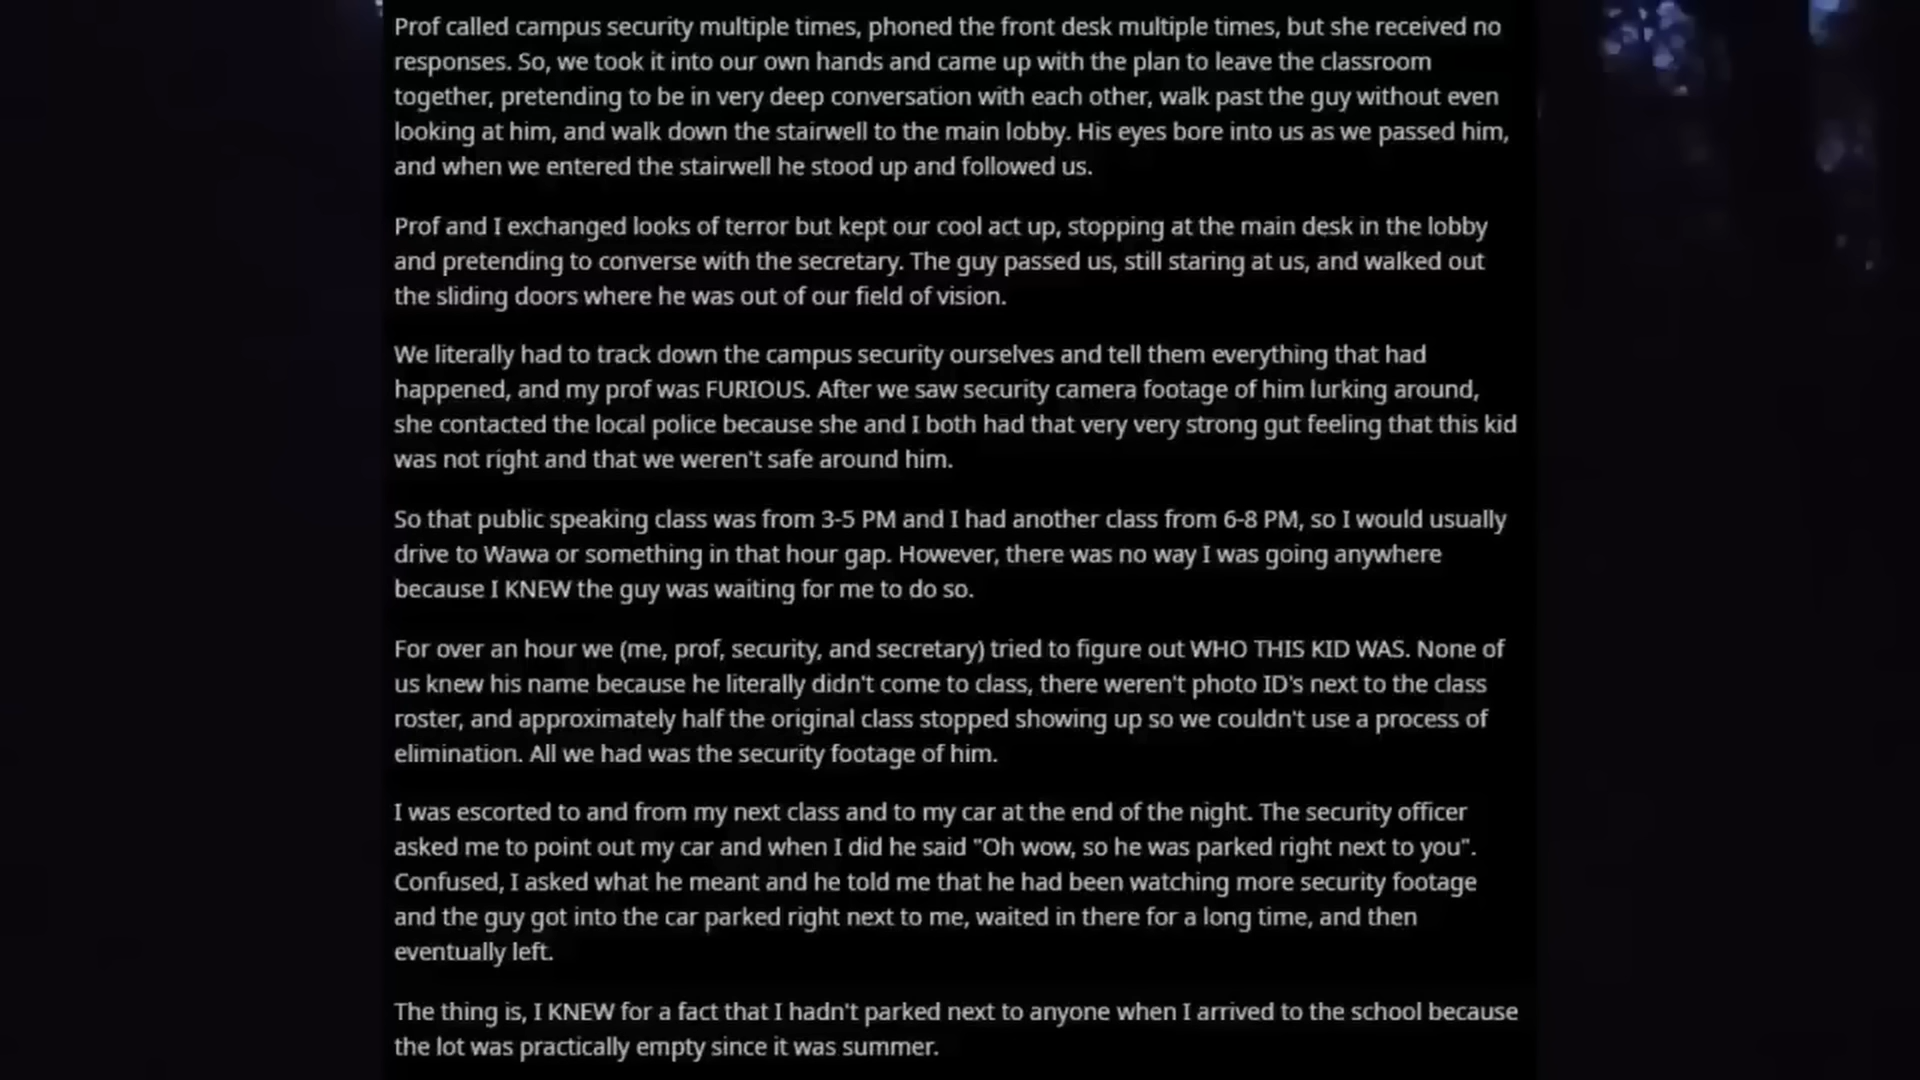 Prof called campus security multiple times, phoned the front desk multiple times, but she received no
responses. So, we took it into our own hands and came up with the plan to leave the classroom
together, pretending to be in very deep conversation with each other, walk past the guy without even
looking at him, and walk down the stairwell to the main lobby. His eyes bore into us as we passed him,
and when we entered the stairwell he stood up and followed us.
Prof and I exchanged looks of terror but kept our cool act up, stopping at the main desk in the lobby
and pretending to converse with the secretary. The guy passed us, still staring at us, and walked out
the sliding doors where he was out of our field of vision.
We literally had to track down the campus security ourselves and tell them everything that had
happened, and my prof was FURIOUS. After we saw security camera footage of him lurking around,
she contacted the local police because she and I both had that very very strong gut feeling that this kid
was not right and that we weren't safe around him.
So that public speaking class was from 3-5 PM and I had another class from 6-8 PM, so I would usually
drive to Wawa or something in that hour gap. However, there was no way I was going anywhere
because I KNEW the guy was waiting for me to do so.
For over an hour we (me, prof, security, and secretary) tried to figure out WHO THIS KID WAS. None of
us knew his name because he literally didn't come to class, there weren't photo ID's next to the class
roster, and approximately half the original class stopped showing up so we couldn't use a process of
elimination. All we had was the security footage of him.
I was escorted to and from my next class and to my car at the end of the night. The security officer
asked me to point out my car and when I did he said "Oh wow, so he was parked right next to you".
Confused, I asked what he meant and he told me that he had been watching more security footage
and the guy got into the car parked right next to me, waited in there for a long time, and then
eventually left.
The thing is, I KNEW for a fact that I hadn't parked next to anyone when I arrived to the school because
the lot was practically empty since it was summer.